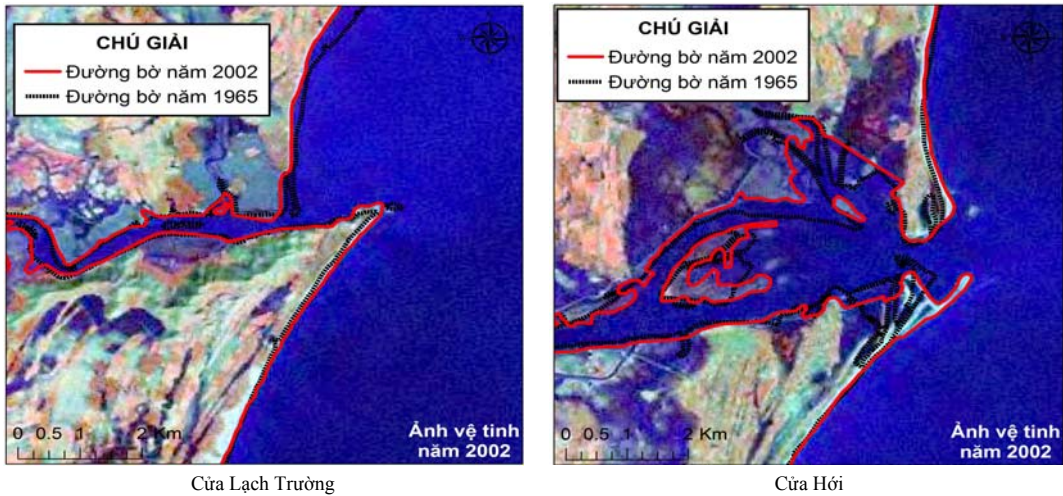 CHÚ GIẢI
Đường bờ năm 2002
Đường bờ năm 1965
0 0.5 1 2 Km
Ảnh vệ tinh
năm 2002
Cửa Lạch Trường
CHÚ GIẢI
Đường bờ năm 2002
Đường bờ năm 1965
0 0.5 1 2 Km
Ảnh vệ tinh
năm 2002
Cửa Hới